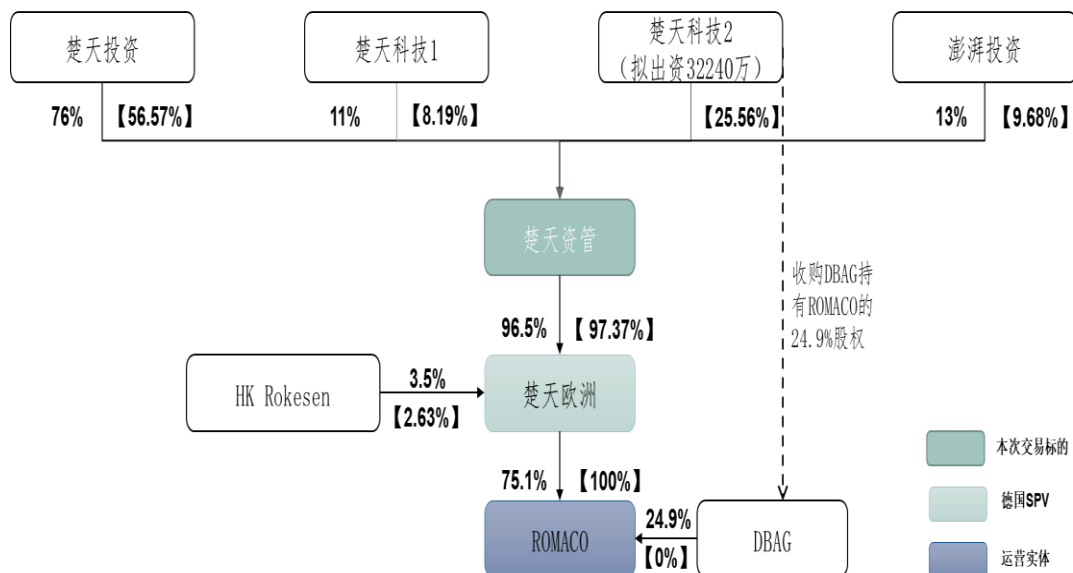 楚天投资
楚天科技1
楚天科技2
（拟出资32240万）
澎湃投资
76%
【56.57%】
11%
【8.19%】
【25.56%】
13%
【9.68%】
楚天资管
收购DBAG持
有ROMACO的
24.9%股权
96.5%
【97.37%】
HK Rokesen
3.5%
【2.63%】
楚天欧洲
本次交易标的
75.1%
【100%】
德国SPV
ROMACO
24.9%
【0%】
DBAG
运营实体